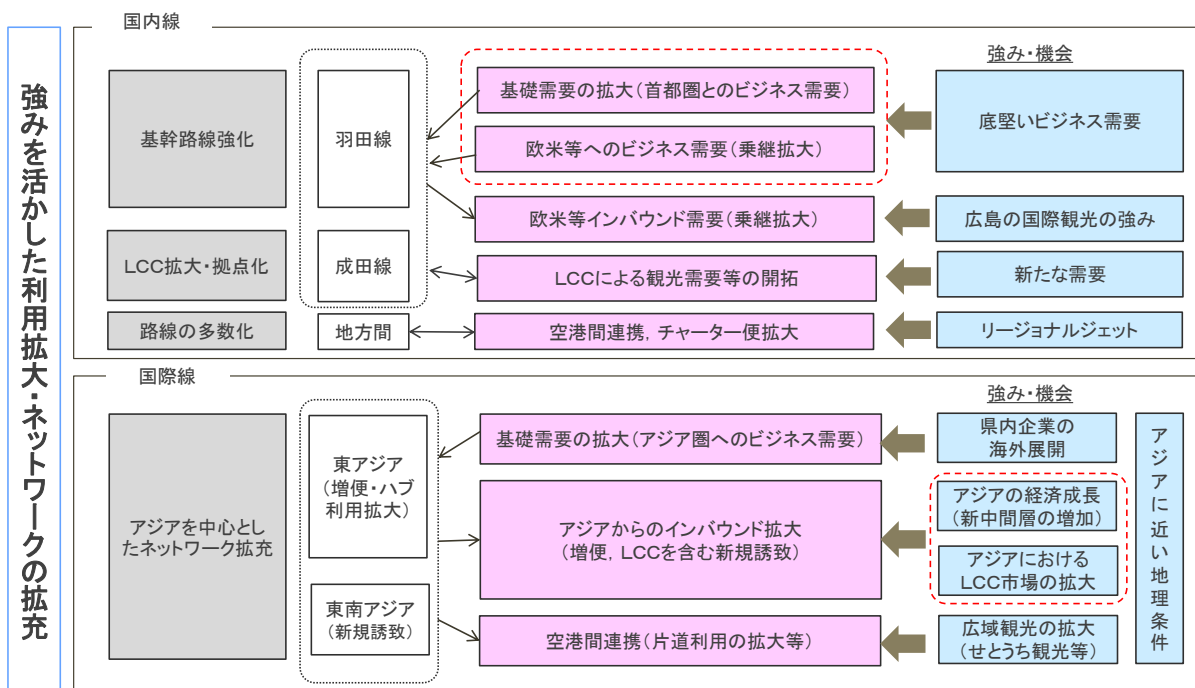 強みを活かした利用拡大・ネットワークの拡充
国内線
強み・機会
基幹路線強化
羽田線
基礎需要の拡大(首都圏とのビジネス需要)
欧米等へのビジネス需要(乗継拡大)
底堅いビジネス需要
欧米等インバウンド需要(乗継拡大)
広島の国際観光の強み
LCC拡大・拠点化
成田線
LCCによる観光需要等の開拓
新たな需要
路線の多数化
地方間
空港間連携, チャーター便拡大
リージョナルジェット
国際線
強み・機会
アジアを中心とし
たネットワーク拡充
東アジア
(増便・ハブ
利用拡大)
東南アジア
(新規誘致)
基礎需要の拡大(アジア圏へのビジネス需要)
県内企業の
海外展開
アジアからのインバウンド拡大
(増便, LCCを含む新規誘致)
アジアの経済成長
(新中間層の増加)
アジアにおける
LCC市場の拡大
空港間連携(片道利用の拡大等)
広域観光の拡大
(せとうち観光等)
アジアに近い地理条件